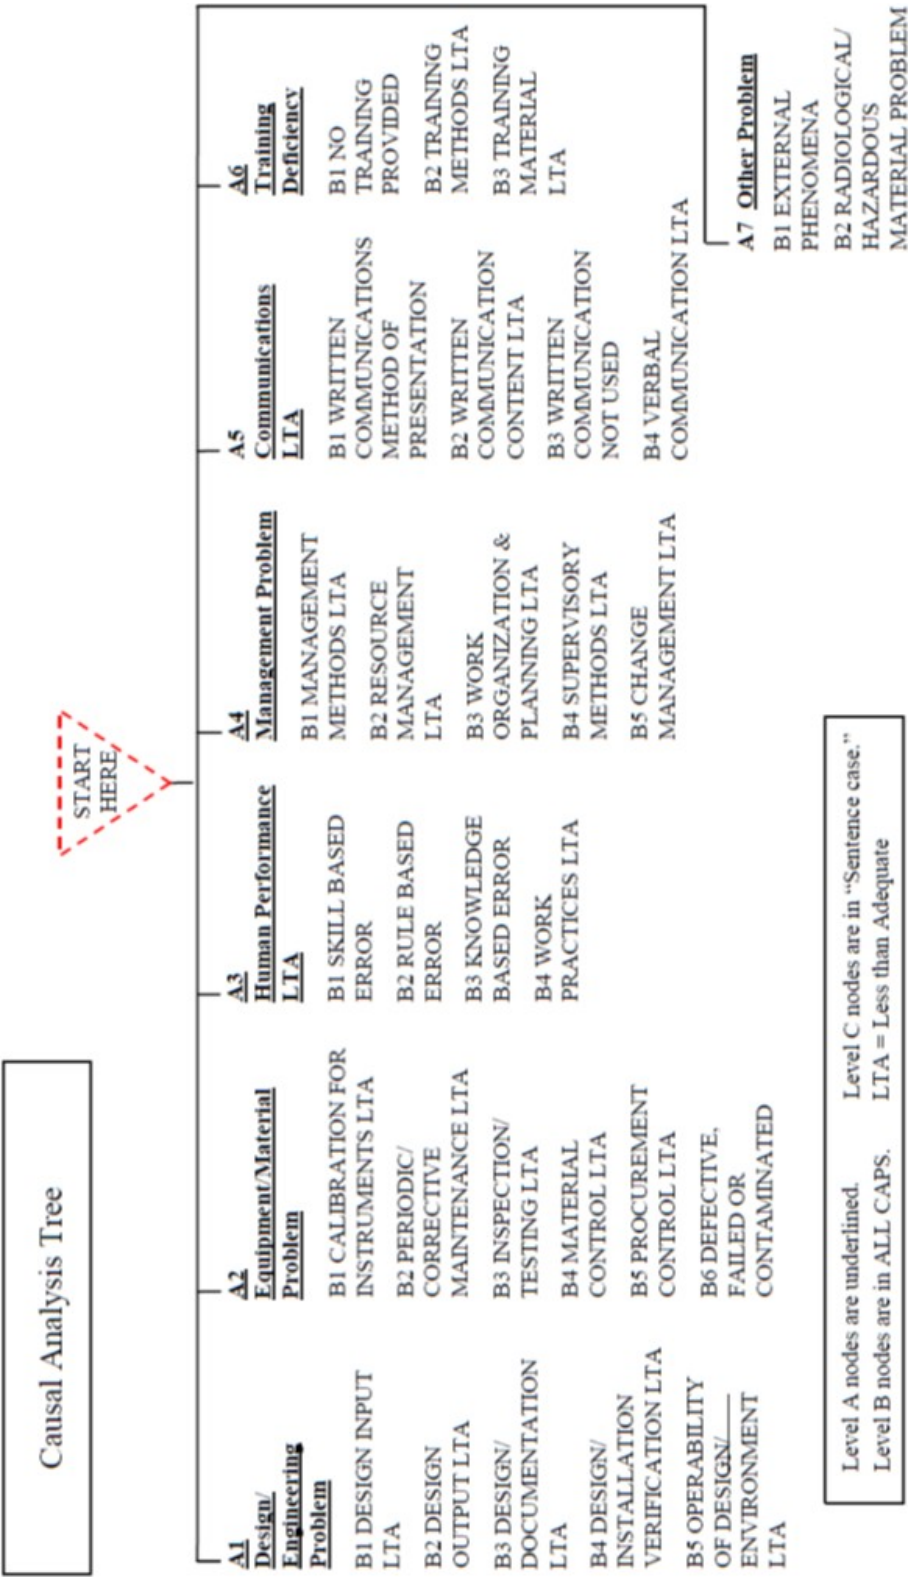 Causal Analysis Tree
START
HERE
A1
Design/
Engineering
Problem
B1 DESIGN INPUT
LTA
B2 DESIGN
OUTPUT LTA
B3 DESIGN/
DOCUMENTATION
LTA
B4 DESIGN/
INSTALLATION
VERIFICATION LTA
B5 OPERABILITY
OF DESIGN/
ENVIRONMENT
LTA
A2
Equipment/Material
Problem
B1 CALIBRATION FOR
INSTRUMENTS LTA
B2 PERIODIC/
CORRECTIVE
MAINTENANCE LTA
B3 INSPECTION/
TESTING LTA
B4 MATERIAL
CONTROL LTA
B5 PROCUREMENT
CONTROL LTA
B6 DEFECTIVE,
FAILED OR
CONTAMINATED
A3
Human Performance
LTA
B1 SKILL BASED
ERROR
B2 RULE BASED
ERROR
B3 KNOWLEDGE
BASED ERROR
B4 WORK
PRACTICES LTA
A4
Management Problem
B1 MANAGEMENT
METHODS LTA
B2 RESOURCE
MANAGEMENT
LTA
B3 WORK
ORGANIZATION &
PLANNING LTA
B4 SUPERVISORY
METHODS LTA
B5 CHANGE
MANAGEMENT LTA
A5
Communications
LTA
B1 WRITTEN
COMMUNICATIONS
METHOD OF
PRESENTATION
B2 WRITTEN
COMMUNICATION
CONTENT LTA
B3 WRITTEN
COMMUNICATION
NOT USED
B4 VERBAL
COMMUNICATION LTA
A6
Training
Deficiency
B1 NO
TRAINING
PROVIDED
B2 TRAINING
METHODS LTA
B3 TRAINING
MATERIAL
LTA
A7 Other Problem
B1 EXTERNAL
PHENOMENA
B2 RADIOLOGICAL/
HAZARDOUS
MATERIAL PROBLEM
Level A nodes are underlined. Level C nodes are in “Sentence case.”
Level B nodes are in ALL CAPS. LTA = Less than Adequate